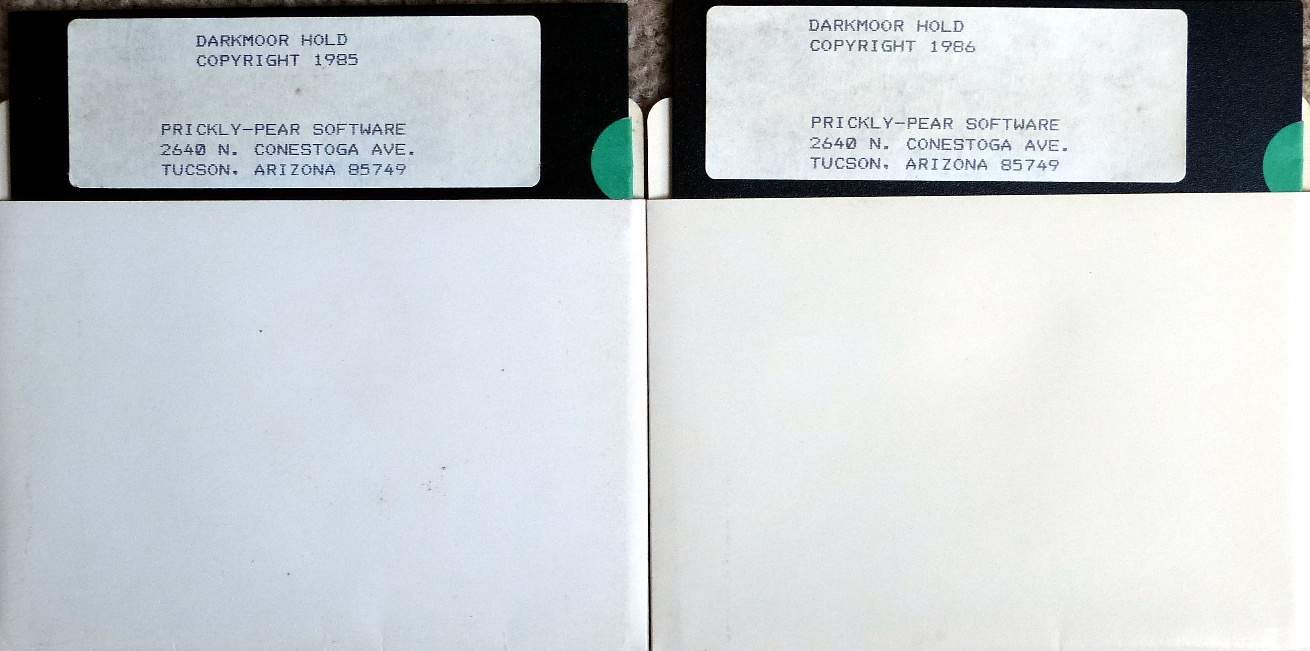 DARKMOOR HOLD
COPYRIGHT 1985
PRICKLY-PEAR SOFTWARE
2640 N. CONESTOGA AVE.
TUCSON, ARIZONA 85749
DARKMOOR HOLD
COPYRIGHT 1986
PRICKLY-PEAR SOFTWARE
2640 N. CONESTOGA AVE.
TUCSON, ARIZONA 85749